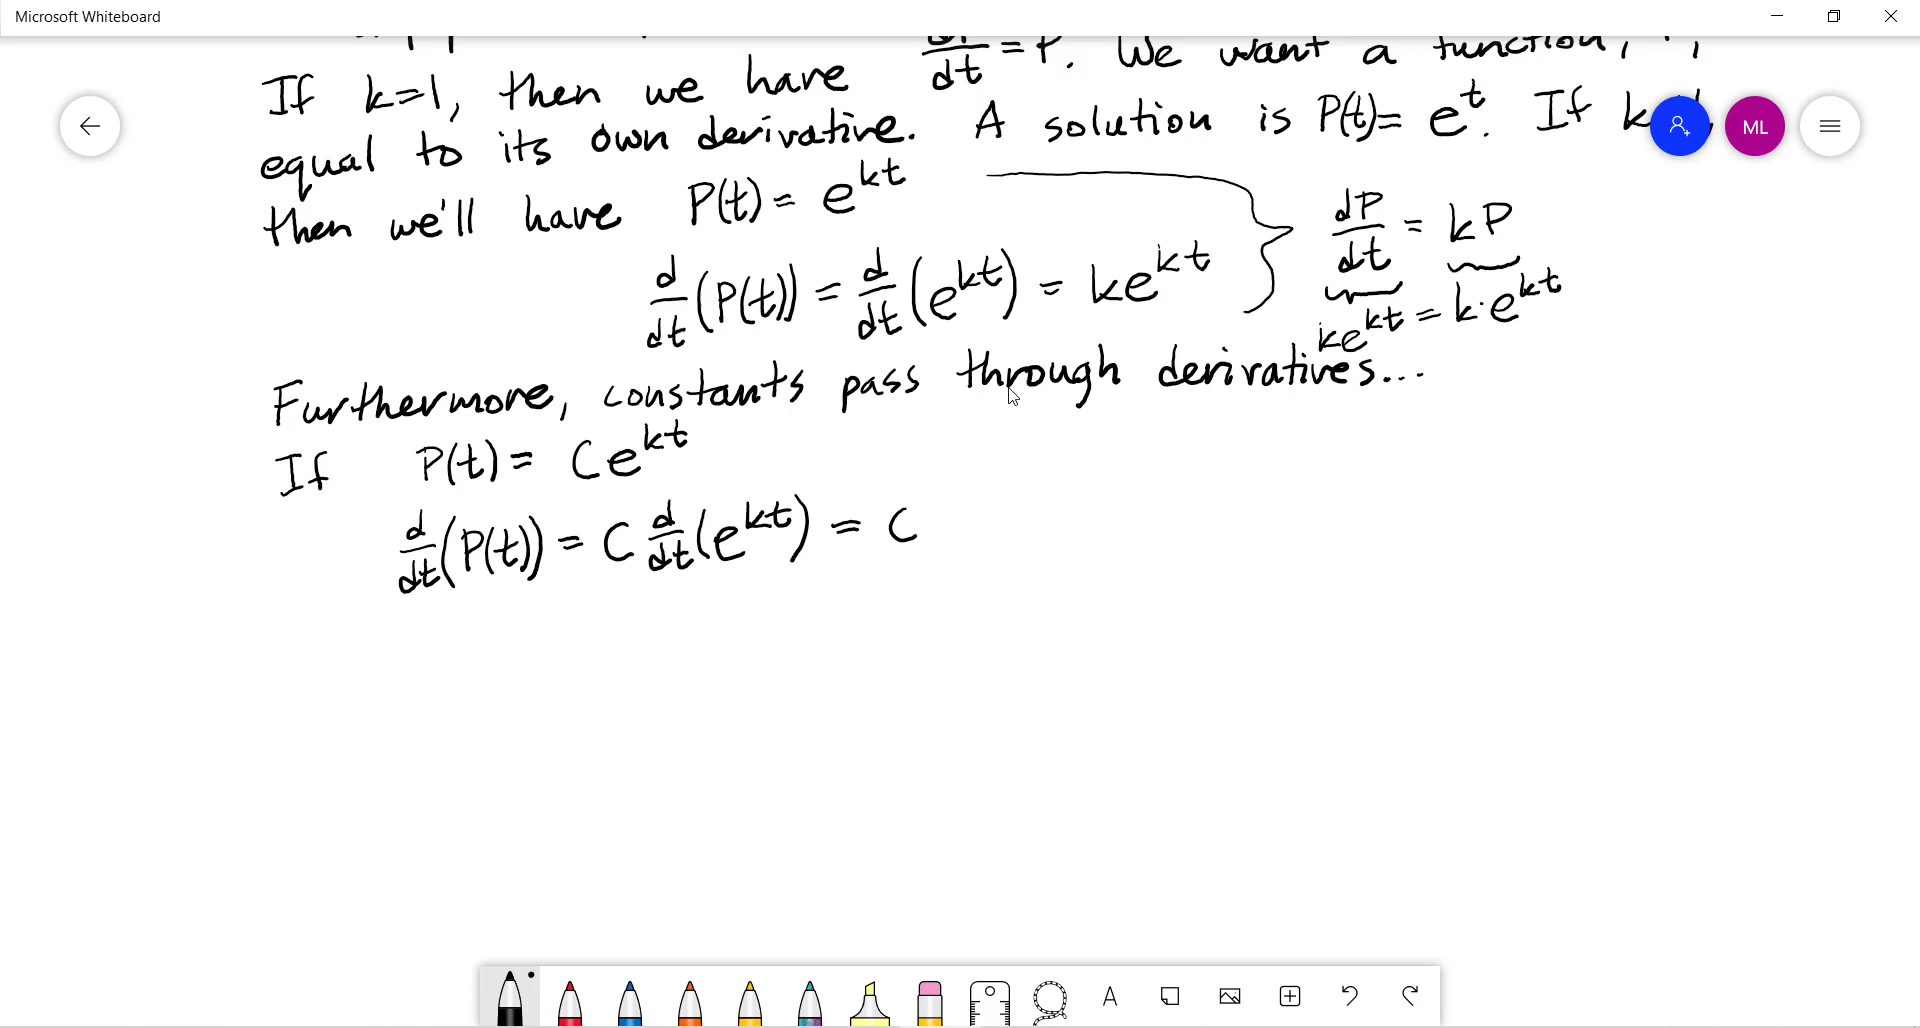 Microsoft Whiteboard
dt = P. We want a function,
If k=1, then we have
equal to its own derivative. A solution is P(t)= e^t. If k
ML
then we'll have P(t) = e^{kt}
dP/dt = kP
d/dt (P(t)) = d/dt (e^{kt}) = ke^{kt}
ke^{kt} = k·e^{kt}
Furthermore, constants pass through derivatives...
If P(t) = Ce^{kt}
d/dt (P(t)) = C d/dt (e^{kt}) = C
A